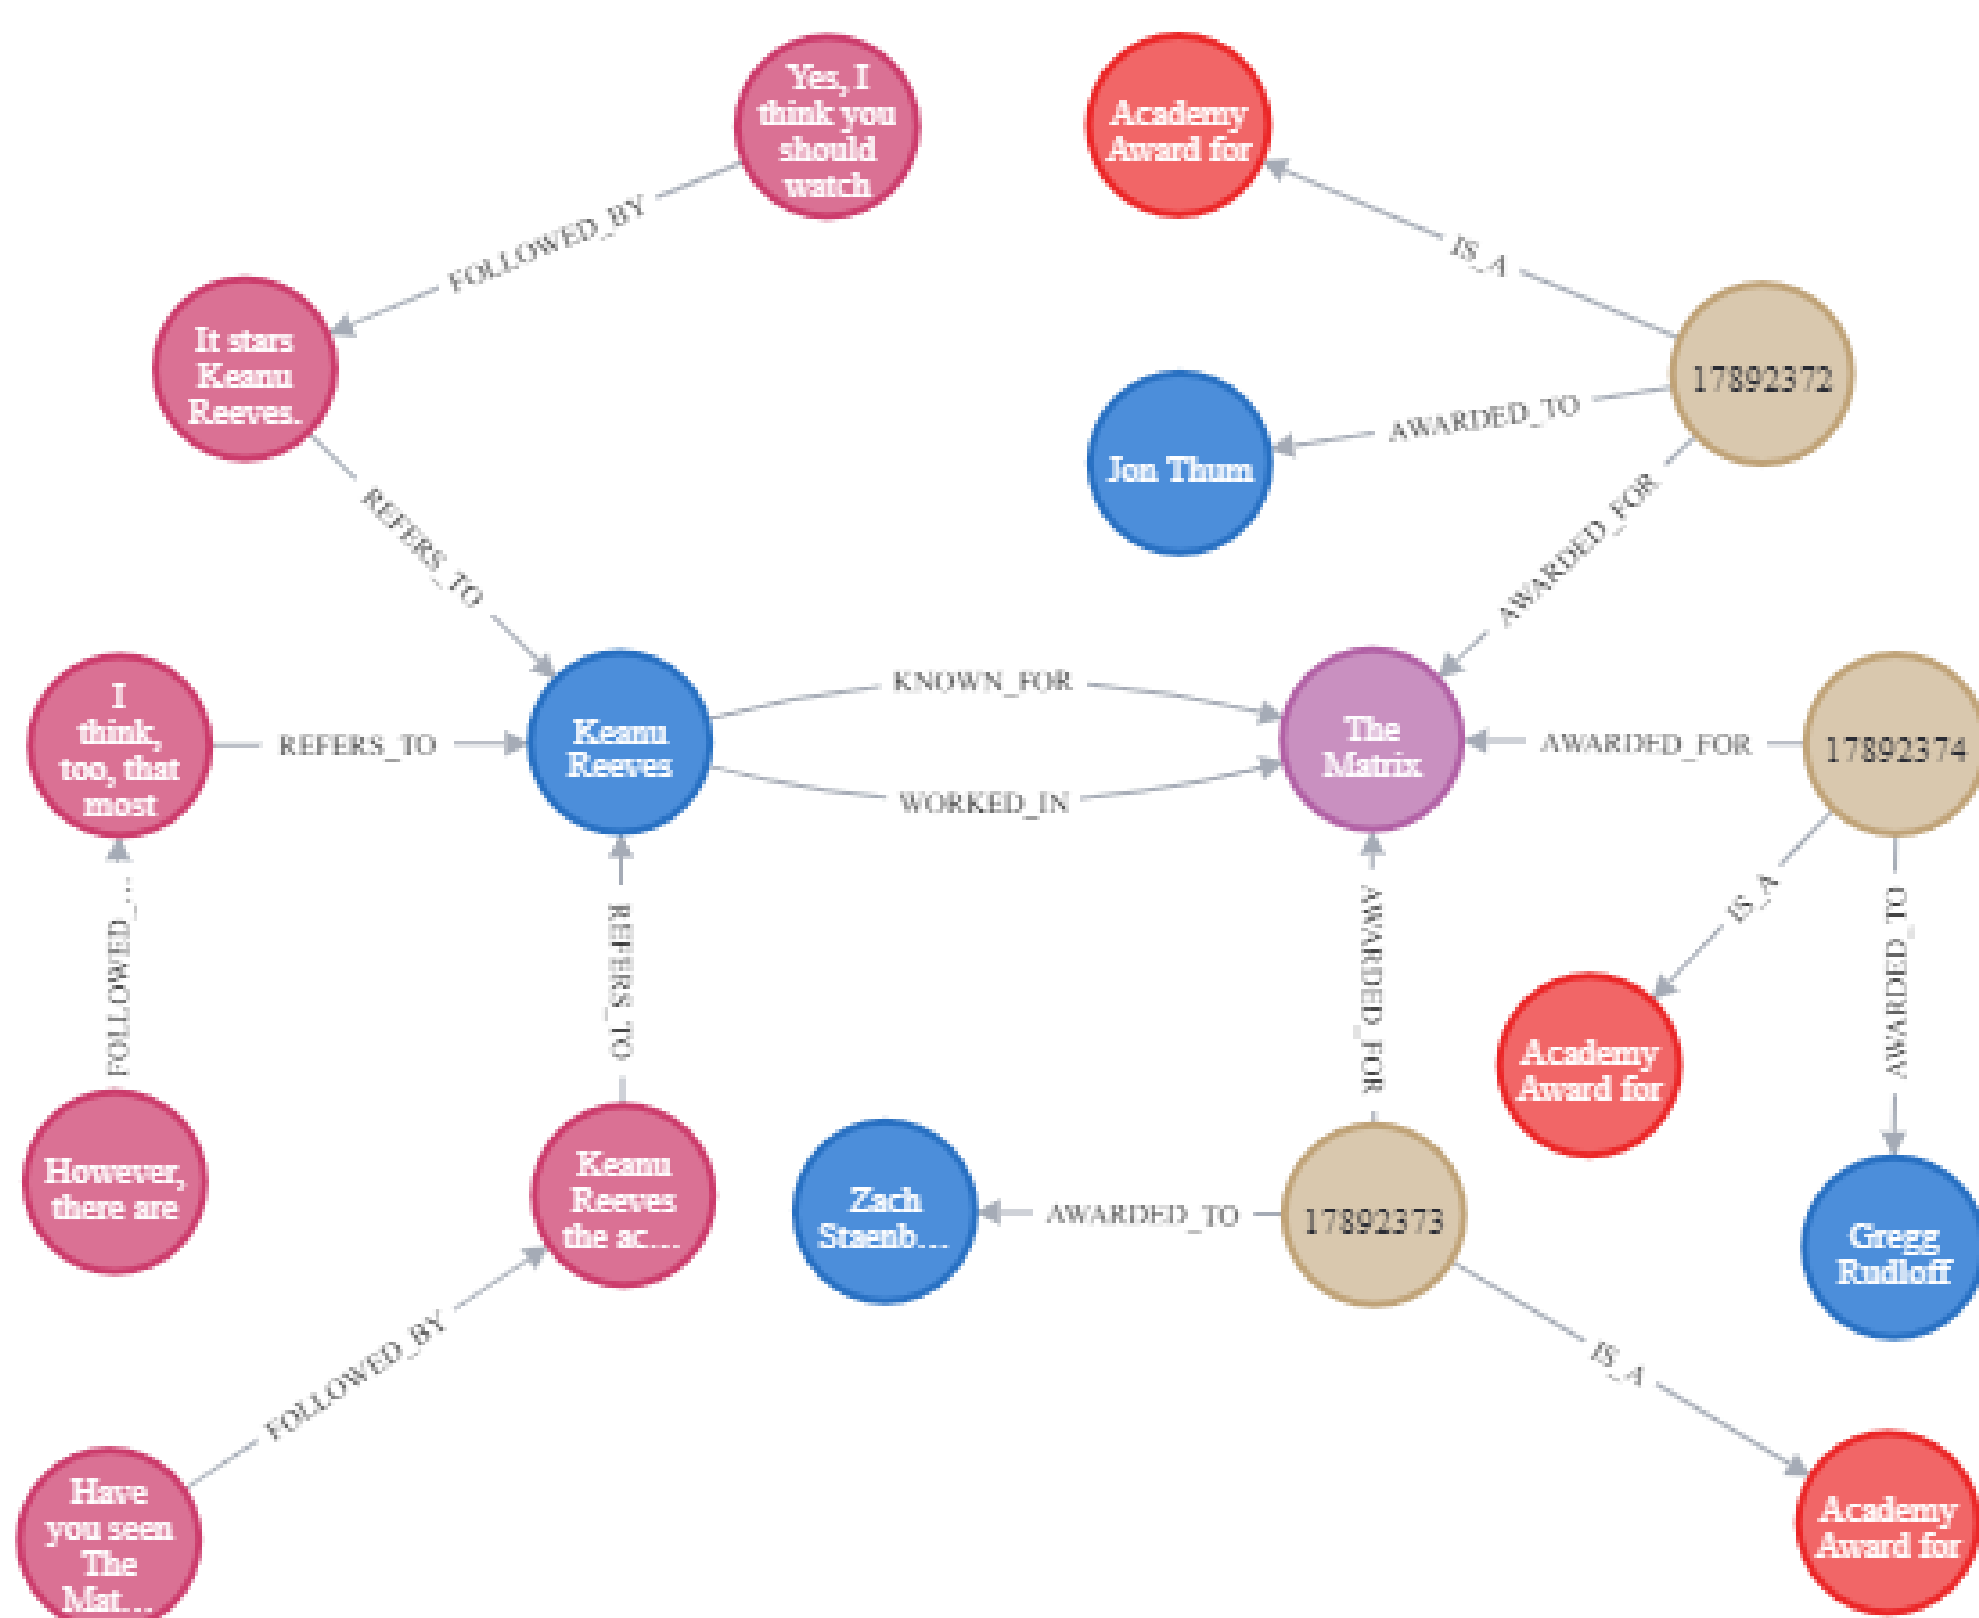 Yes, I
think you
should
watch
Academy
Award for
FOLLOWED_BY
IS_A
It stars
Keanu
Reeves.
17892372
AWARDED_TO
Jon Thum
REFERS_TO
AWARDED_FOR
I
think,
too, that
most
REFERS_TO
Keanu
Reeves
KNOWN_FOR
WORKED_IN
The
Matrix
AWARDED_FOR
17892374
FOLLOWED_...
REFERS_TO
AWARDED_FOR
IS_A
AWARDED_TO
Academy
Award for
However,
there are
Keanu
Reeves
the ac...
Zach
Staenb...
AWARDED_TO
17892373
Gregg
Rudloff
FOLLOWED_BY
IS_A
Have
you seen
The
Mat...
Academy
Award for